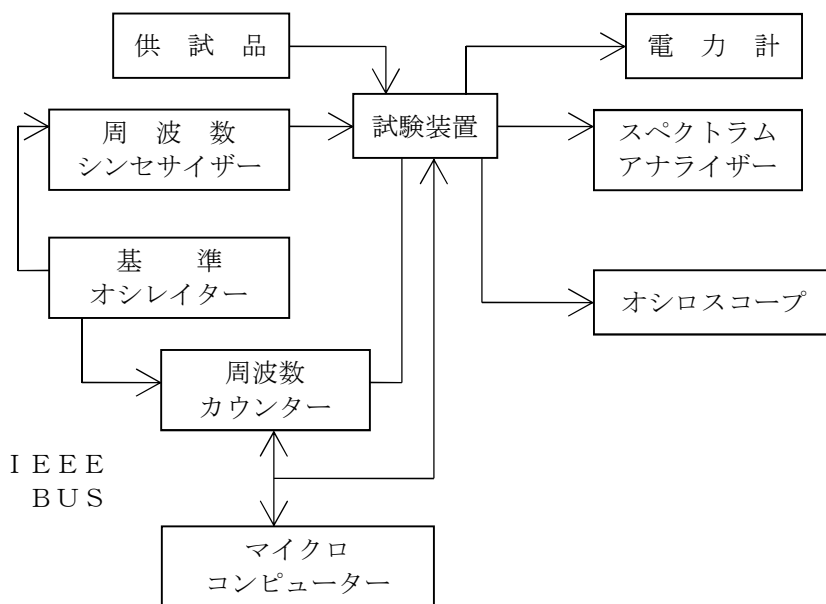 供 試 品
電 力 計
試験装置
周 波 数
シンセサイザー
スペクトラム
アナライザー
基 準
オシレイター
オシロスコープ
周波数
カウンター
ＩＥＥＥ
ＢＵＳ
マイクロ
コンピューター